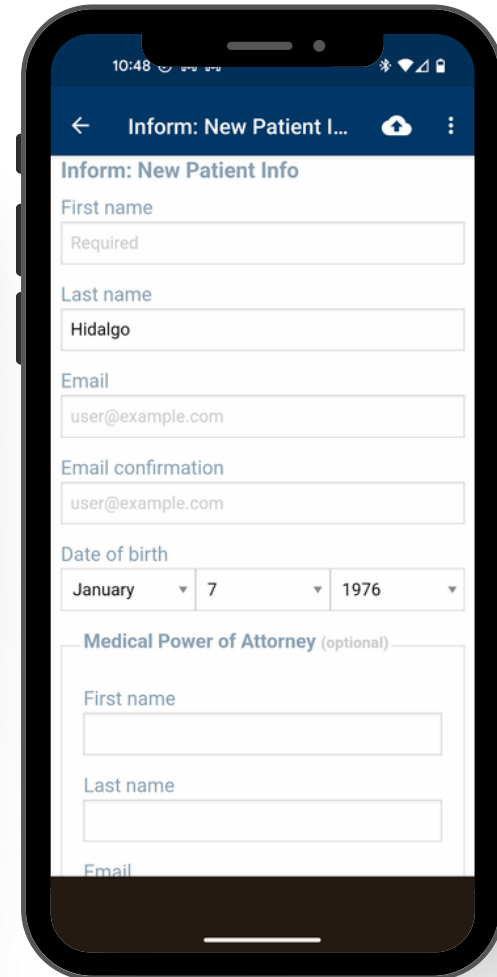 10:48
Inform: New Patient I...
Inform: New Patient Info
First name
Required
Last name
Hidalgo
Email
user@example.com
Email confirmation
user@example.com
Date of birth
January 7 1976
Medical Power of Attorney (optional)
First name
Last name
Email